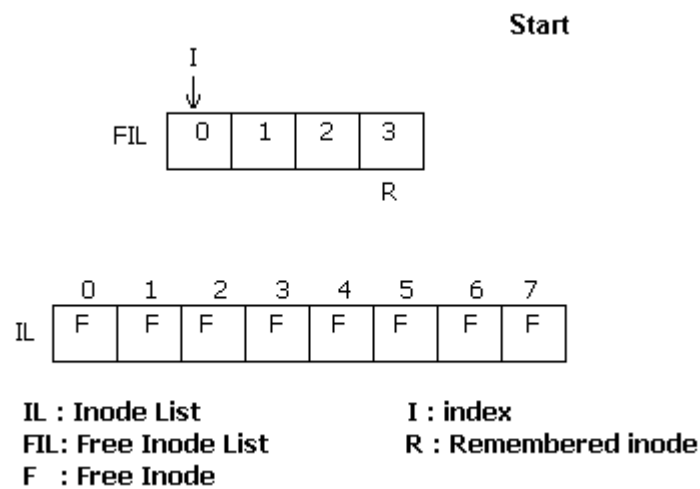 Start
I
FIL 0 1 2 3
R
0 1 2 3 4 5 6 7
IL F F F F F F F F
IL : Inode List I : index
FIL: Free Inode List R : Remembered inode
F : Free Inode